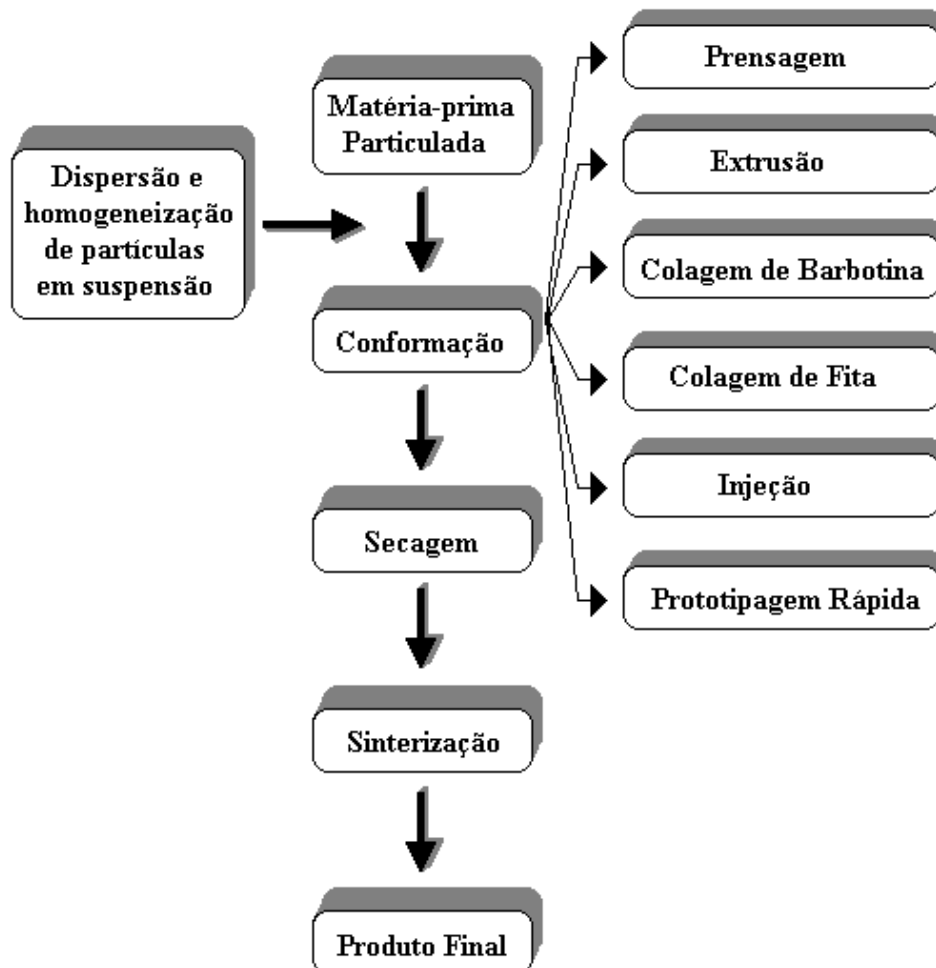 Matéria-prima
Particulada
Dispersão e
homogeneização
de partículas
em suspensão
Conformação
Secagem
Sinterização
Produto Final
Prensagem
Extrusão
Colagem de Barbotina
Colagem de Fita
Injeção
Prototipagem Rápida